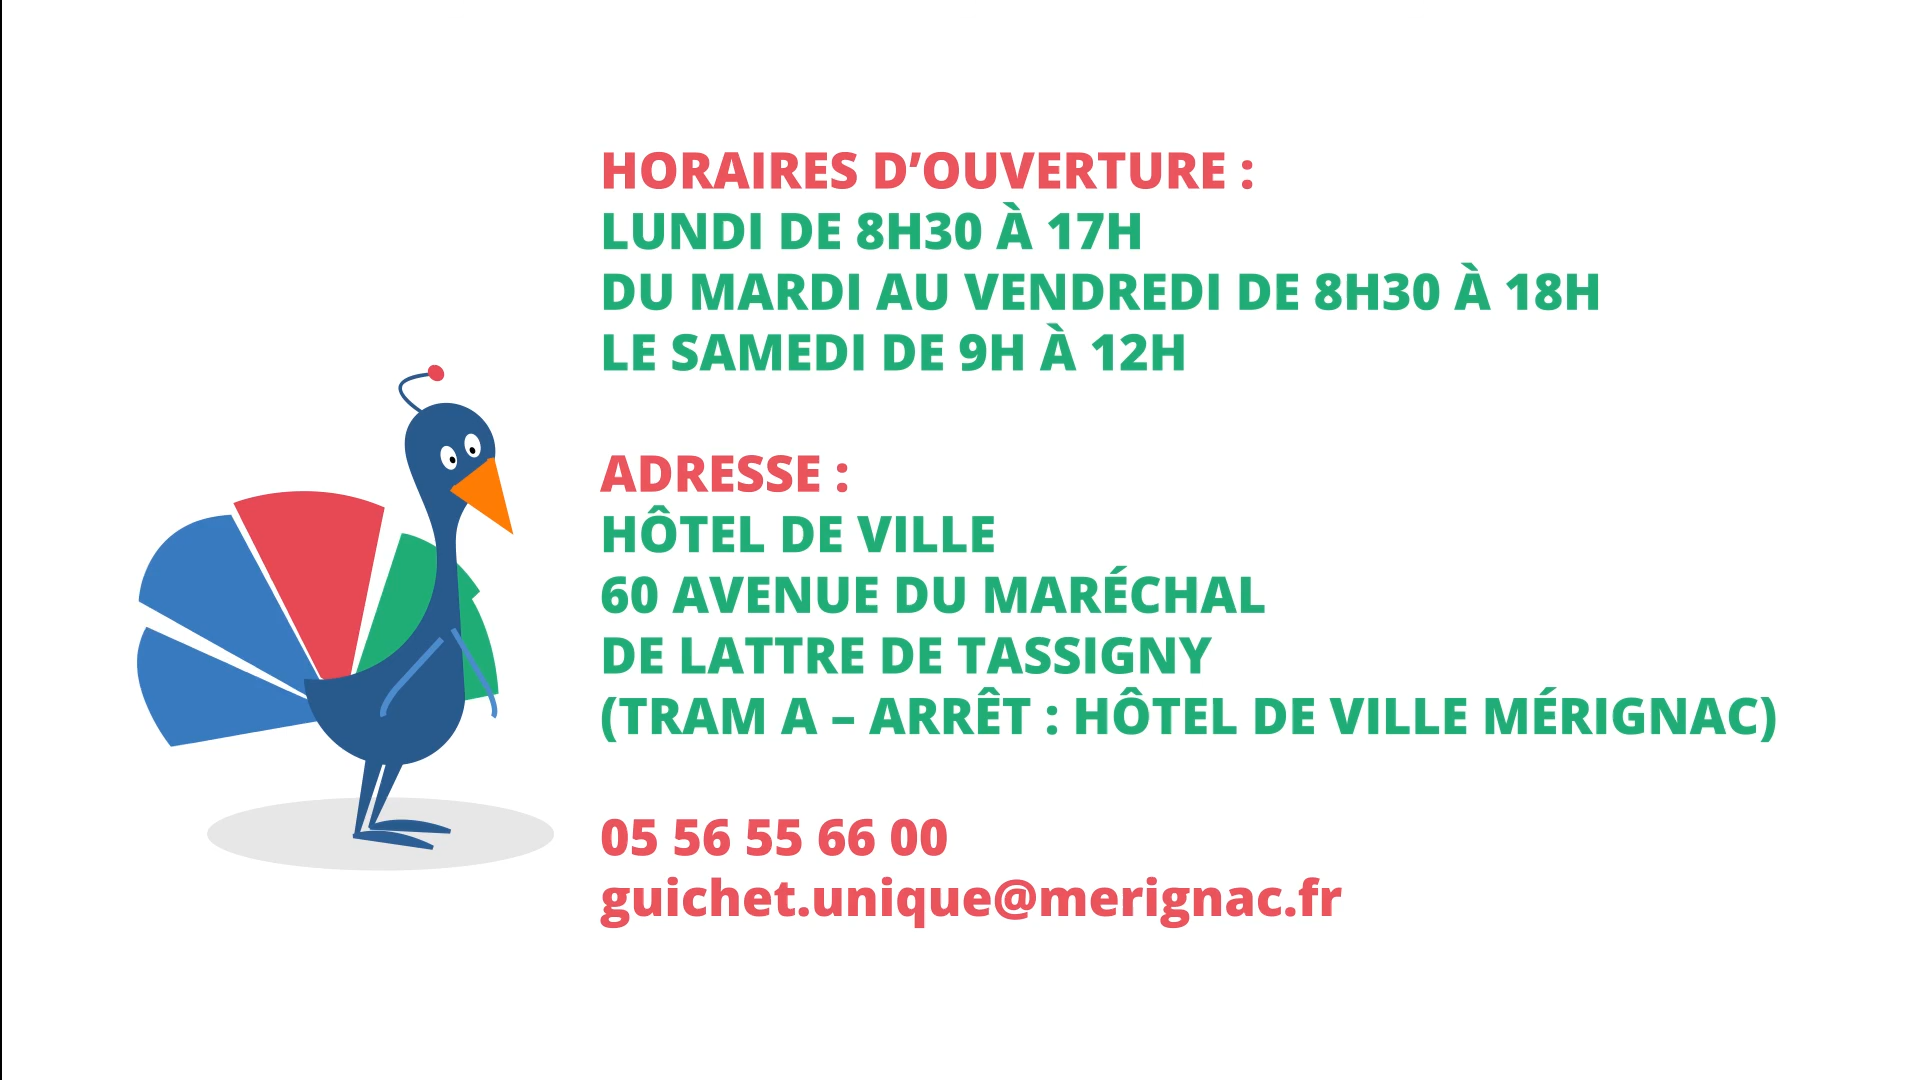 HORAIRES D’OUVERTURE :
LUNDI DE 8H30 À 17H
DU MARDI AU VENDREDI DE 8H30 À 18H
LE SAMEDI DE 9H À 12H
ADRESSE :
HÔTEL DE VILLE
60 AVENUE DU MARÉCHAL
DE LATTRE DE TASSIGNY
(TRAM A – ARRÊT : HÔTEL DE VILLE MÉRIGNAC)
05 56 55 66 00
guichet.unique@merignac.fr